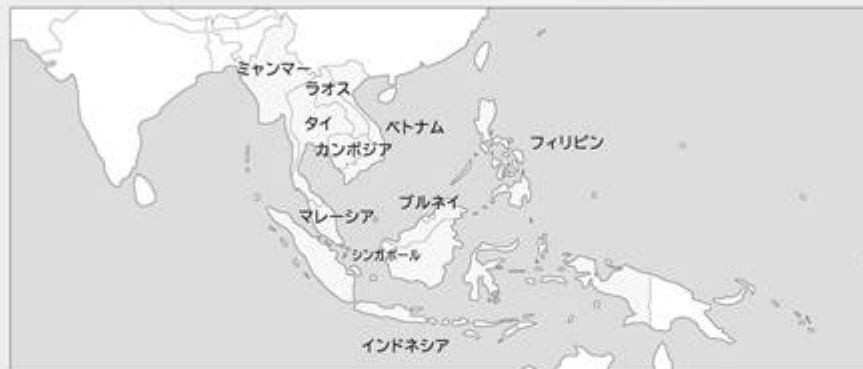 ミャンマー
ラオス
タイ
ベトナム
カンボジア
フィリピン
マレーシア
ブルネイ
シンガポール
インドネシア